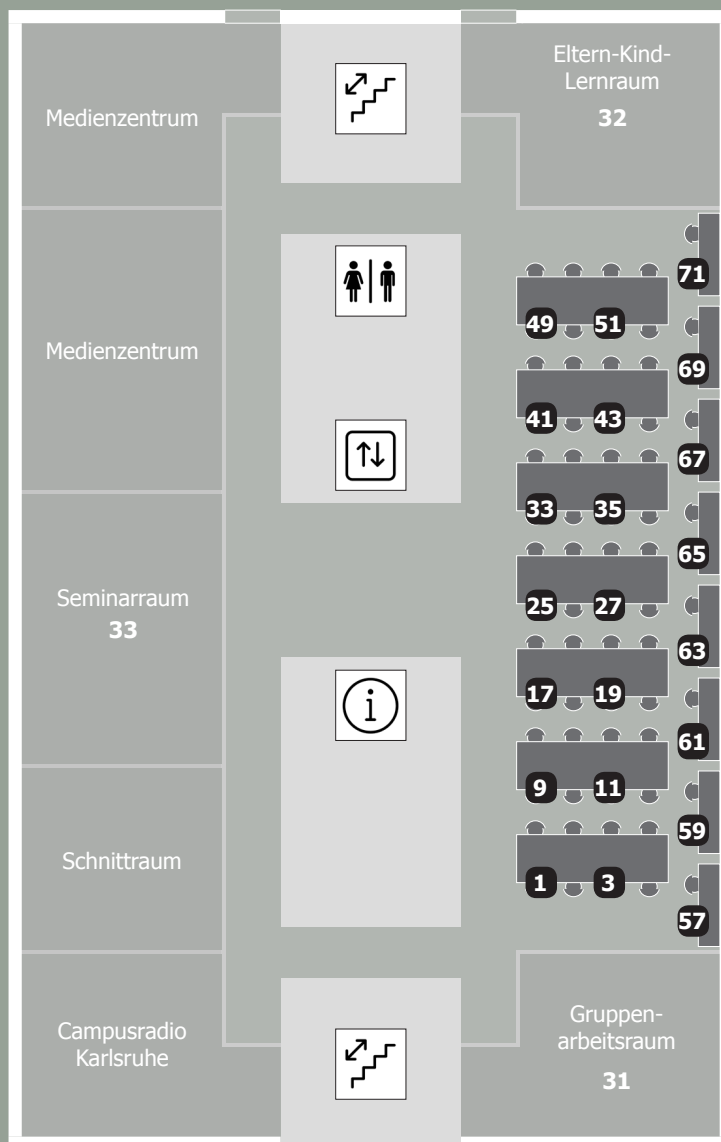 Medienzentrum
Eltern-Kind-
Lernraum
32
Medienzentrum
71
49 51
69
41 43
67
33 35
65
25 27
Seminarraum
33
63
17 19
i
61
9 11
59
Schnittraum
1 3
57
Campusradio
Karlsruhe
Gruppen-
arbeitsraum
31